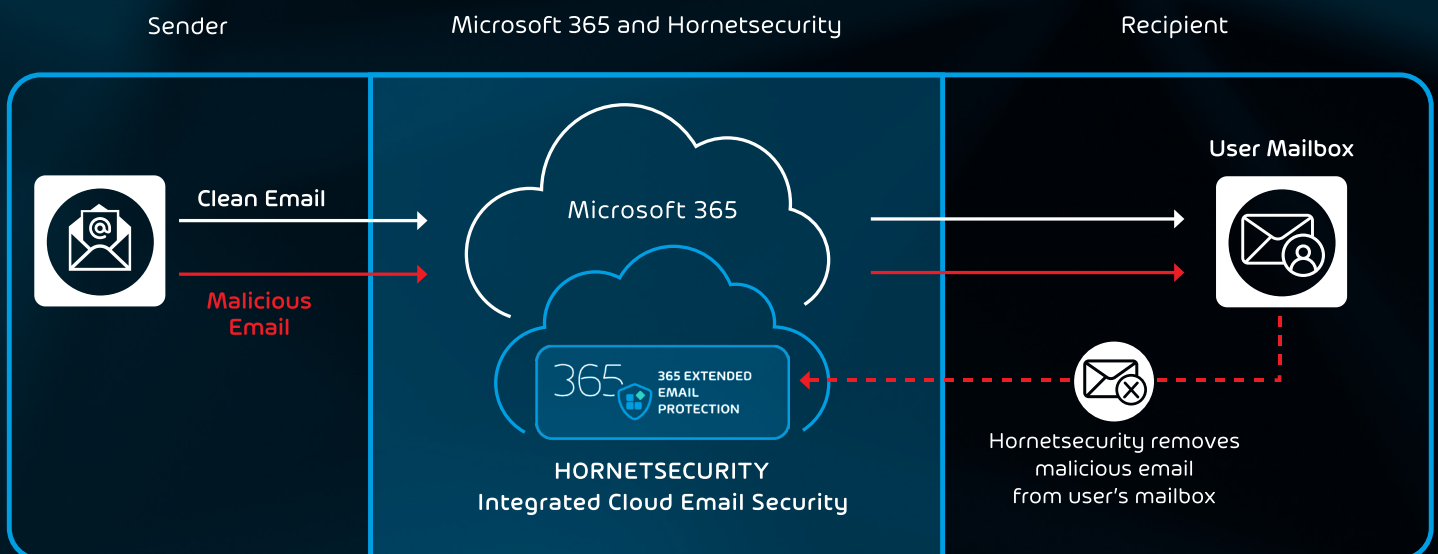 Sender
Microsoft 365 and Hornetsecurity
Recipient
Clean Email
Malicious
Email
Microsoft 365
365
365 EXTENDED
EMAIL
PROTECTION
HORNETSECURITY
Integrated Cloud Email Security
User Mailbox
Hornetsecurity removes
malicious email
from user's mailbox